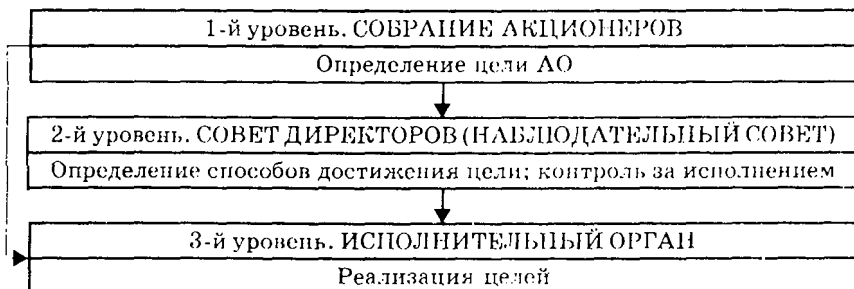 1-й уровень. СОБРАНИЕ АКЦИОНЕРОВ
Определение цели АО
2-й уровень. СОВЕТ ДИРЕКТОРОВ (НАБЛЮДАТЕЛЬНЫЙ СОВЕТ)
Определение способов достижения цели; контроль за исполнением
3-й уровень. ИСПОЛНИТЕЛЬНЫЙ ОРГАН
Реализация целей